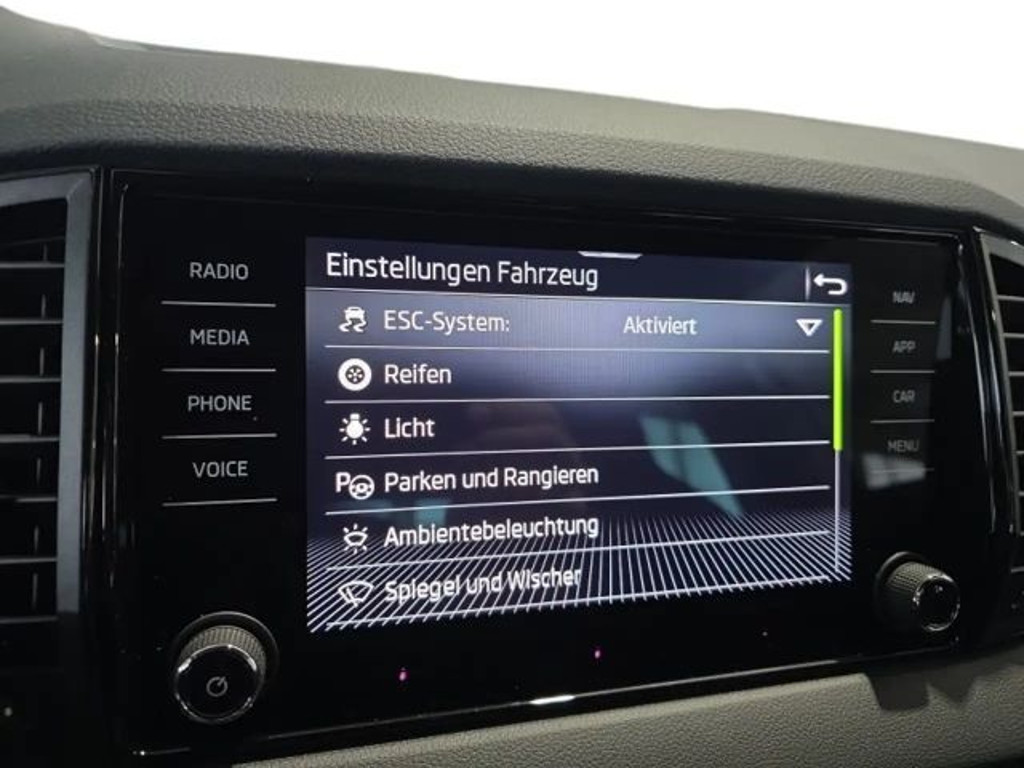 Einstellungen Fahrzeug
RADIO
MEDIA
PHONE
VOICE
ESC-System: Aktiviert
Reifen
Licht
Parken und Rangieren
Ambientebeleuchtung
Spiegel und Wischer
NAV
APP
CAR
MENU